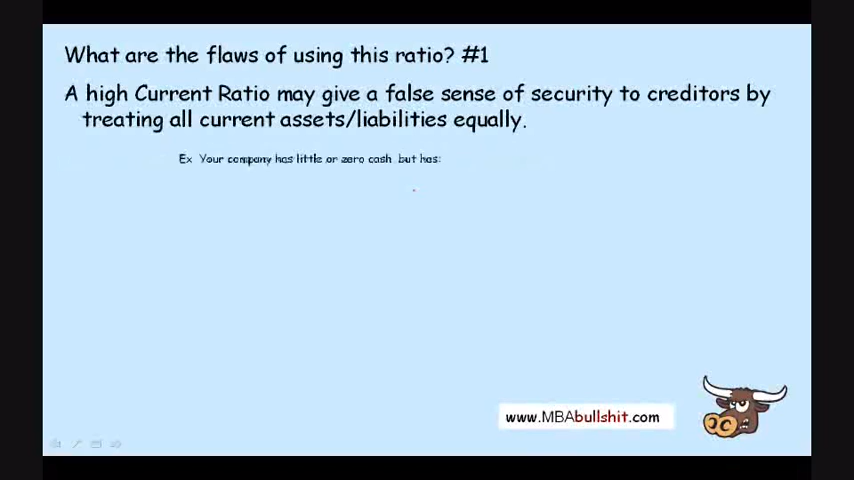 What are the flaws of using this ratio? #1
A high Current Ratio may give a false sense of security to creditors by
treating all current assets/liabilities equally.
Ex Your company has little or zero cash but has:
www.MBAbullshit.com